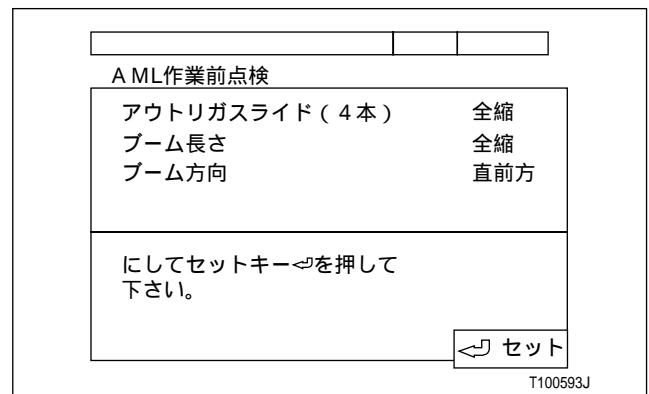 AML作業前点検
アウトリガスライド(4本) 全縮
ブーム長さ 全縮
ブーム方向 直前方
にしてセットキー⏎を押して
下さい。
⏎ セット
T100593J